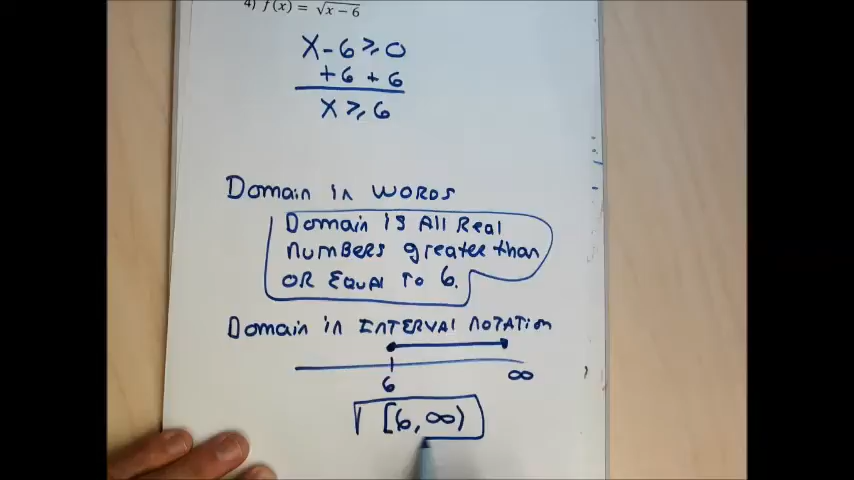 4) f(x) = √x − 6
x - 6 ≥ 0
+6 +6
x ≥ 6
Domain in WORDS
Domain is All Real
numbers greater than
or Equal to 6.
Domain in INTERVAL NOTATION
6 ∞
[6, ∞)